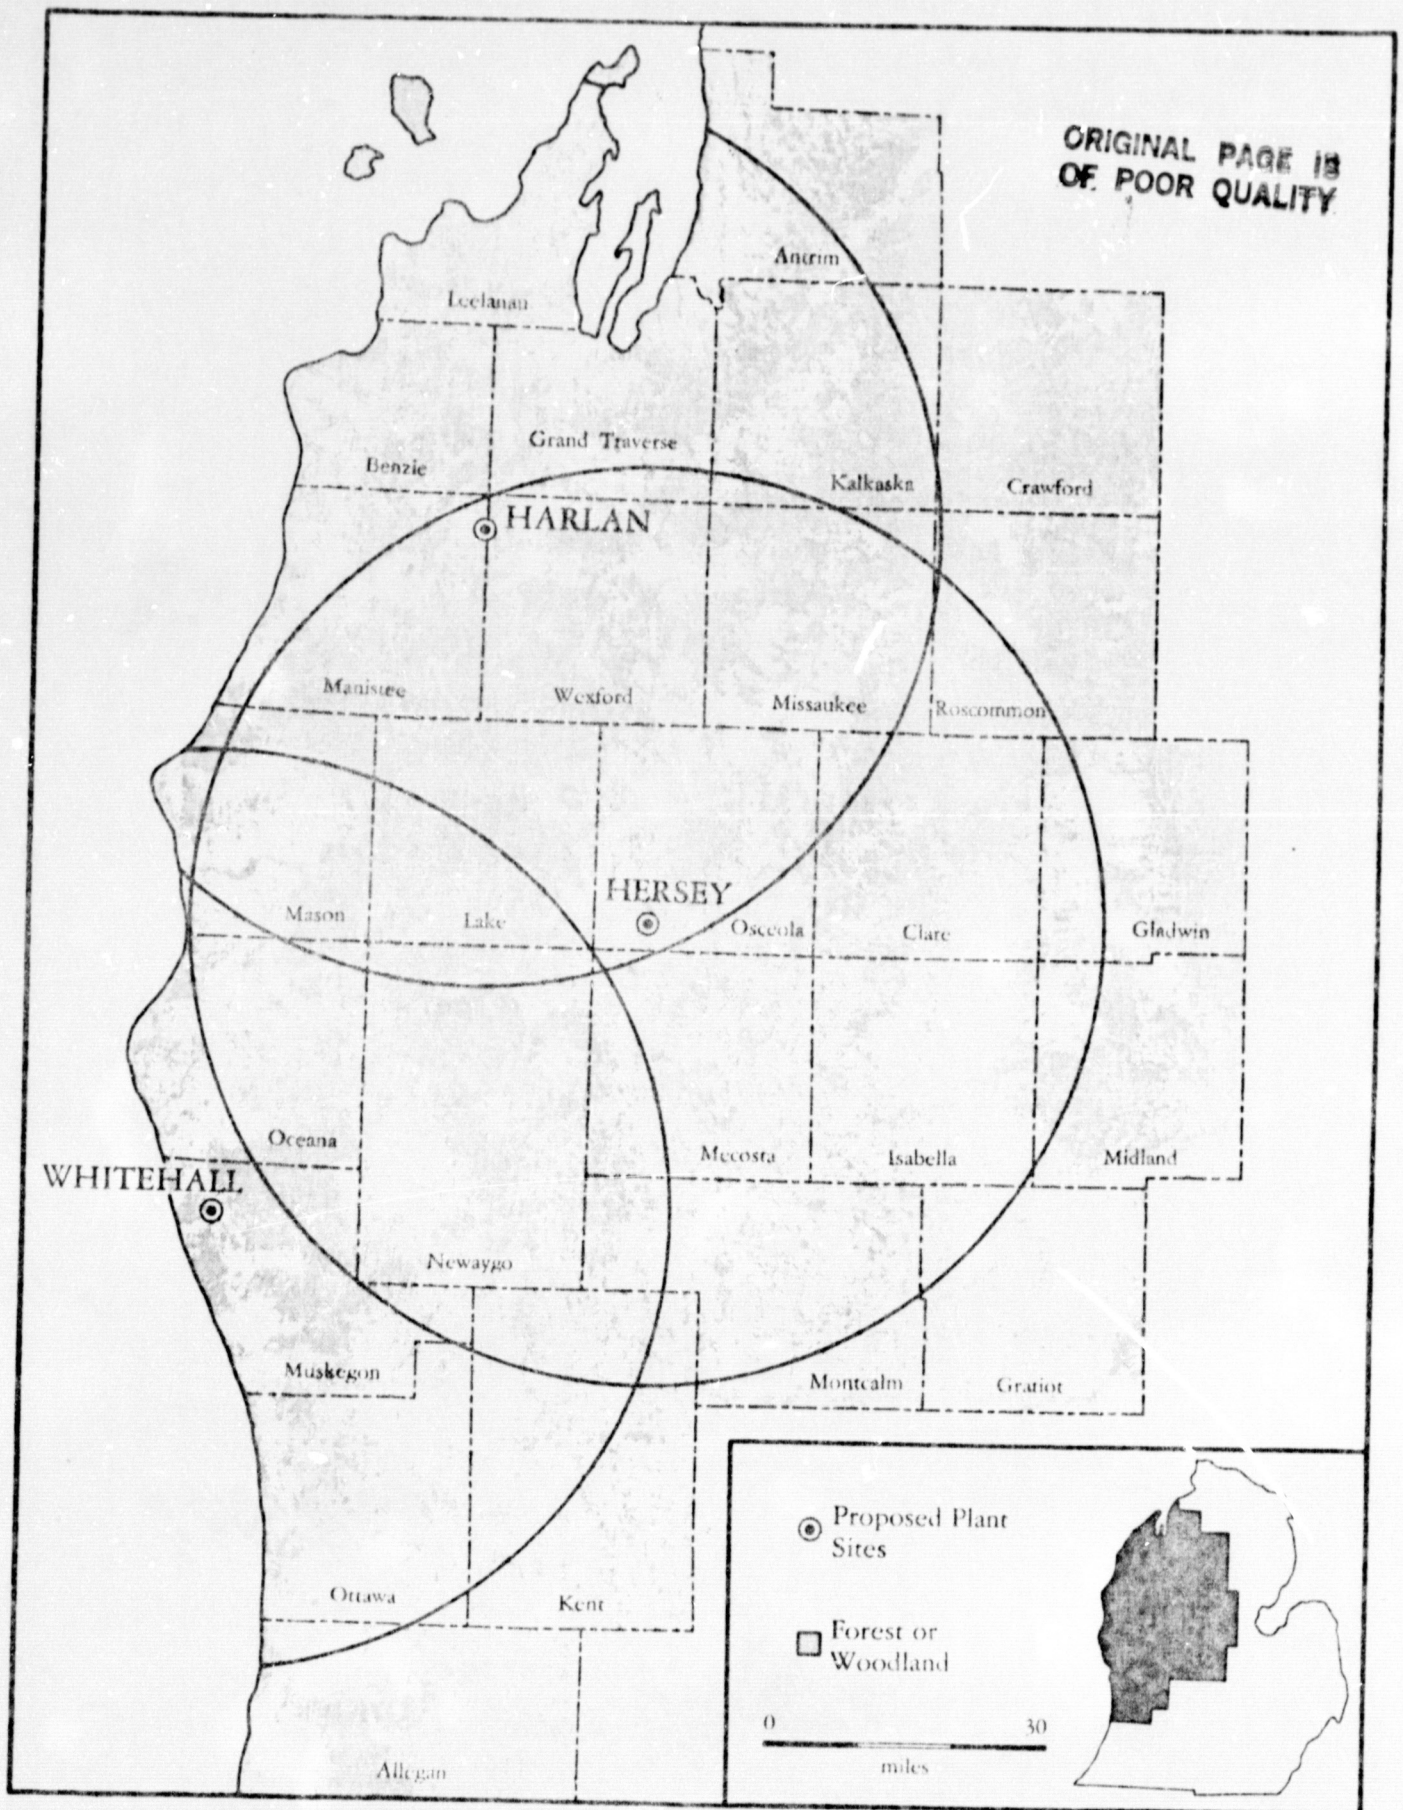 ORIGINAL PAGE IS
OF POOR QUALITY
Antrim
Leelanau
Grand Traverse
Benzie
Kalkaska
Crawford
HARLAN
Manistee
Wexford
Missaukee
Roscommon
HERSEY
Mason
Lake
Osceola
Clare
Gladwin
Oceana
Mecosta
Isabella
Midland
WHITEHALL
Newaygo
Muskegon
Montcalm
Gratiot
Proposed Plant
Sites
Ottawa
Kent
Forest or
Woodland
0 30
miles
Allegan